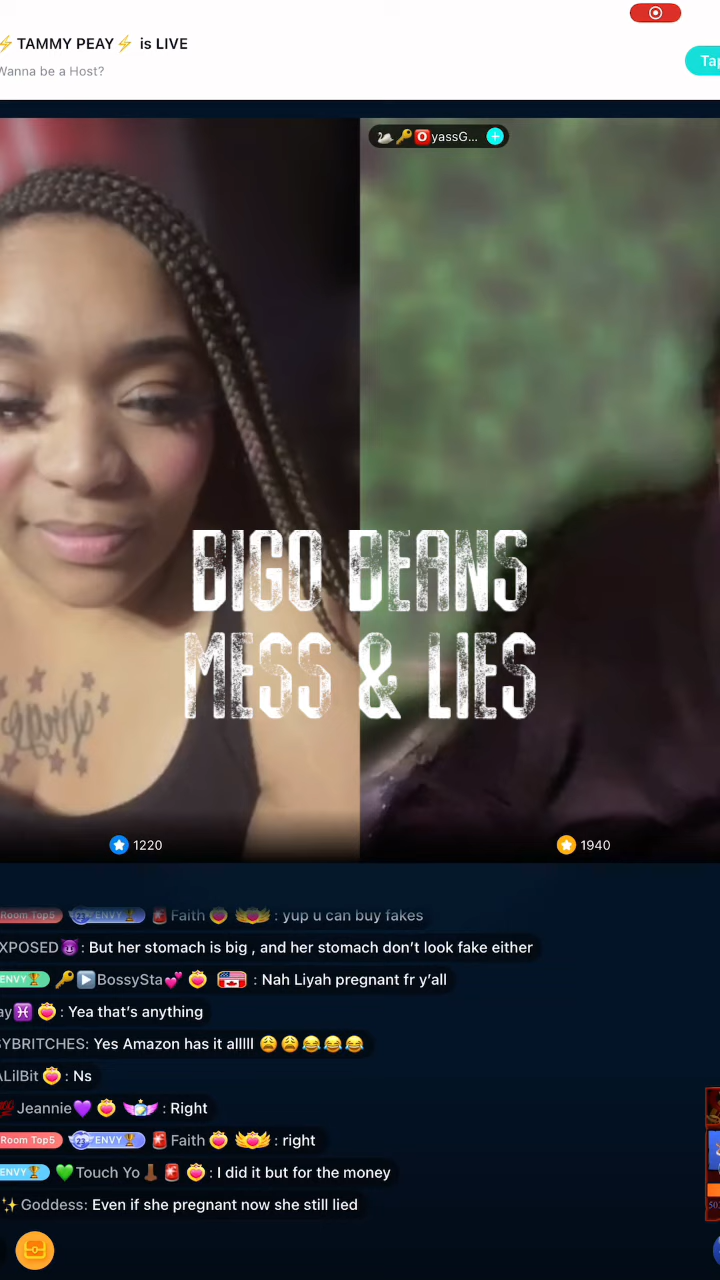 ⚡ TAMMY PEAY ⚡ is LIVE
Wanna be a Host?
Tap
🦢🔑🅾️yassG...
BIGO BEANS
MESS & LIES
1220
1940
Room Top5 ENVY🏆 🚨Faith : yup u can buy fakes
XPOSED😈: But her stomach is big , and her stomach don’t look fake either
ENVY🏆 🔑▶️BossySta💕 : Nah Liyah pregnant fr y’all
ay♓ : Yea that’s anything
YBRITCHES: Yes Amazon has it alllll 😩😩😂😂😂
LilBit : Ns
💯Jeannie💜 : Right
Room Top5 ENVY🏆 🚨Faith : right
ENVY🏆 💚Touch Yo🚨 : I did it but for the money
✨Goddess: Even if she pregnant now she still lied